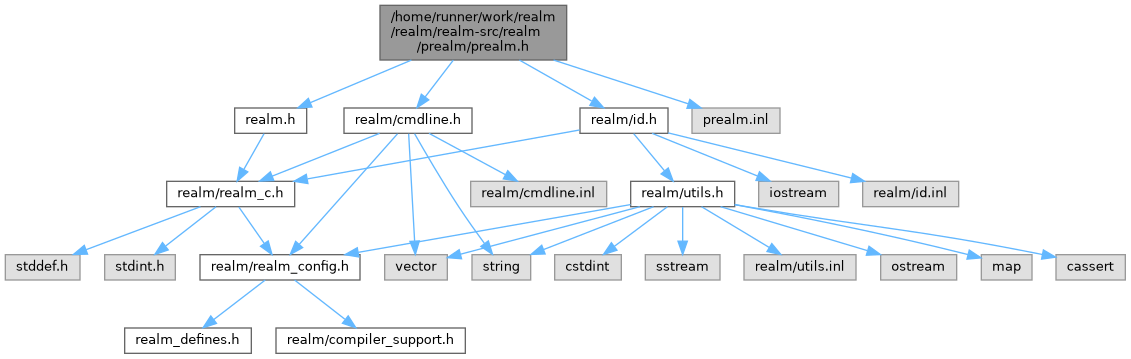 /home/runner/work/realm
/realm/realm-src/realm
/prealm/prealm.h
realm.h
realm/cmdline.h
realm/id.h
prealm.inl
realm/realm_c.h
realm/cmdline.inl
realm/utils.h
iostream
realm/id.inl
stddef.h
stdint.h
realm/realm_config.h
vector
string
cstdint
sstream
realm/utils.inl
ostream
map
cassert
realm_defines.h
realm/compiler_support.h